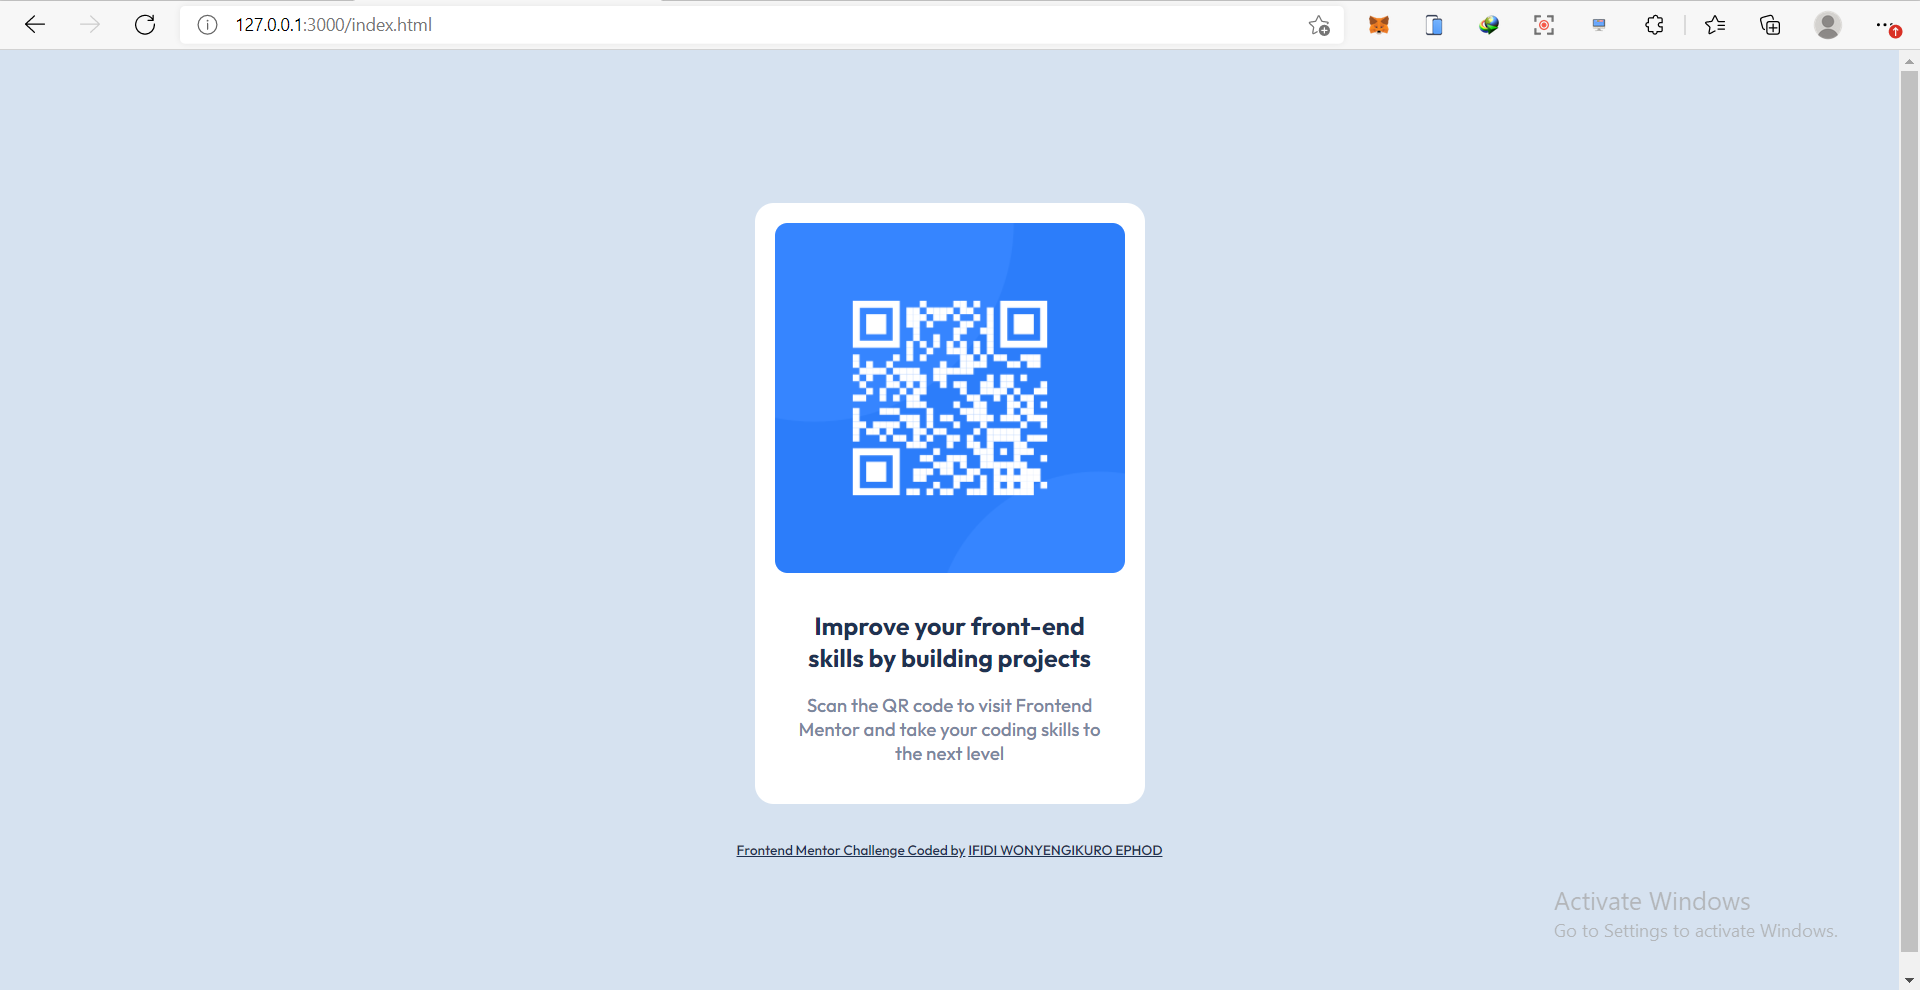 127.0.0.1:3000/index.html
Improve your front-end
skills by building projects
Scan the QR code to visit Frontend
Mentor and take your coding skills to
the next level
Frontend Mentor Challenge Coded by IFIDI WONYENGIKURO EPHOD
Activate Windows
Go to Settings to activate Windows.